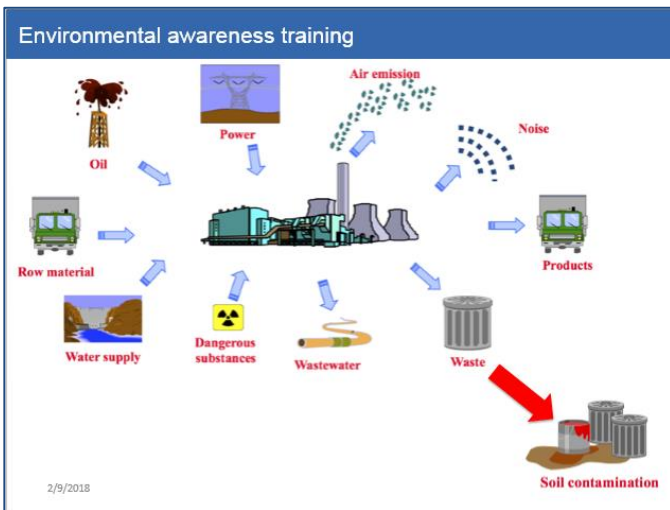 Environmental awareness training
Air emission
Power
Noise
Oil
Row material
Products
Water supply
Dangerous
substances
Wastewater
Waste
Soil contamination
2/9/2018